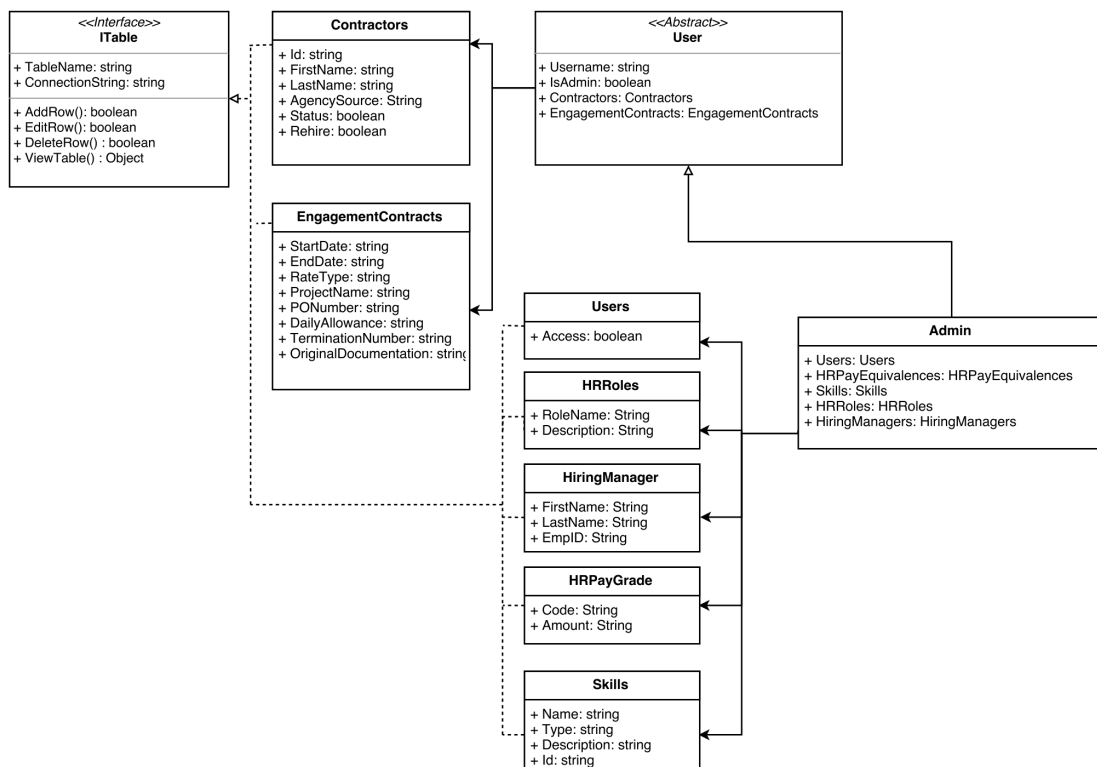 <<Interface>>
ITable
+ TableName: string
+ ConnectionString: string
+ AddRow(): boolean
+ EditRow(): boolean
+ DeleteRow() : boolean
+ ViewTable() : Object
Contractors
+ Id: string
+ FirstName: string
+ LastName: string
+ AgencySource: String
+ Status: boolean
+ Rehire: boolean
<<Abstract>>
User
+ Username: string
+ IsAdmin: boolean
+ Contractors: Contractors
+ EngagementContracts: EngagementContracts
EngagementContracts
+ StartDate: string
+ EndDate: string
+ RateType: string
+ ProjectName: string
+ PONumber: string
+ DailyAllowance: string
+ TerminationNumber: string
+ OriginalDocumentation: string
Users
+ Access: boolean
HRRoles
+ RoleName: String
+ Description: String
HiringManager
+ FirstName: String
+ LastName: String
+ EmpID: String
HRPayGrade
+ Code: String
+ Amount: String
Skills
+ Name: string
+ Type: string
+ Description: string
+ Id: string
Admin
+ Users: Users
+ HRPayEquivalences: HRPayEquivalences
+ Skills: Skills
+ HRRoles: HRRoles
+ HiringManagers: HiringManagers